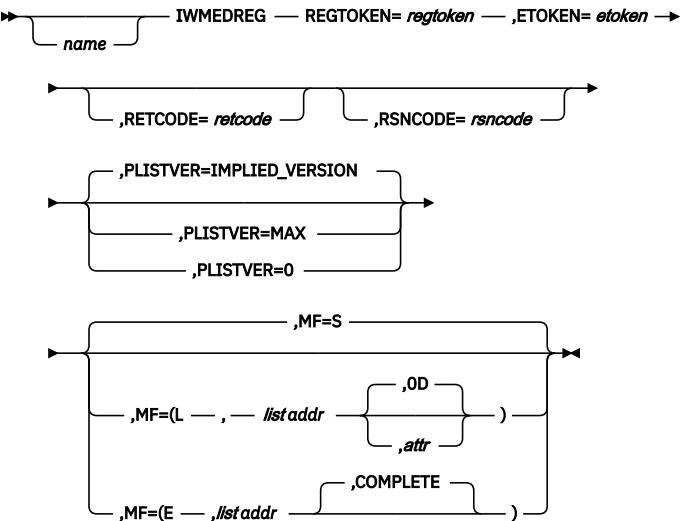 IWMEDREG REGTOKEN= regtoken ,ETOKEN= etoken
name
,RETCODE= retcode ,RSNCODE= rsncode
,PLISTVER=IMPLIED_VERSION
,PLISTVER=MAX
,PLISTVER=0
,MF=S
,0D
,MF=(L , list addr )
,attr
,COMPLETE
,MF=(E ,list addr )